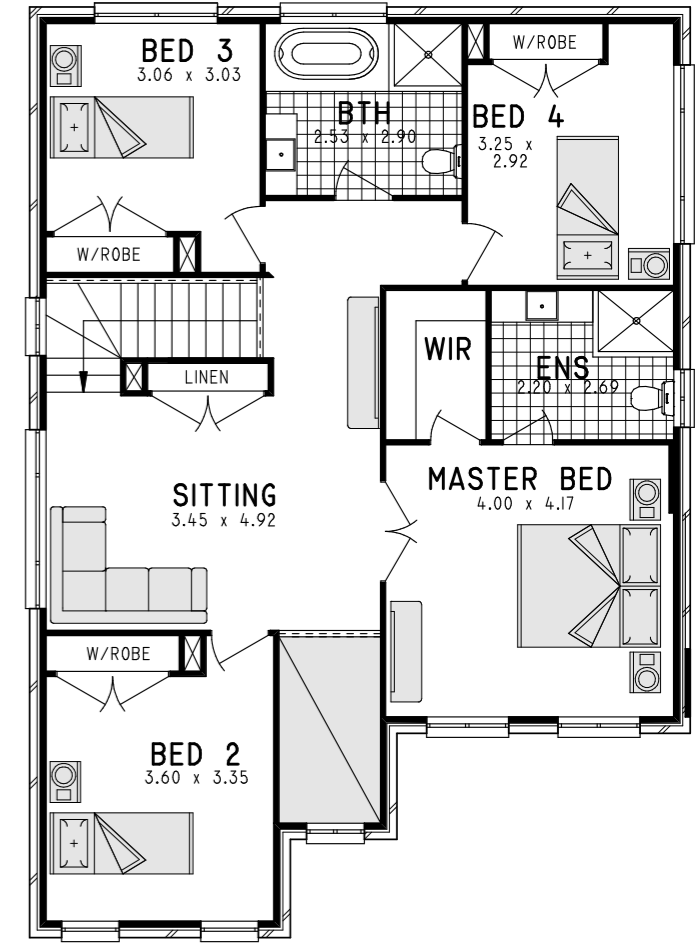 BED 3
3.06 x 3.03
W/ROBE
BTH
2.53 x 2.90
W/ROBE
BED 4
3.25 x
2.92
W/ROBE
LINEN
WIR
ENS
2.20 x 2.69
SITTING
3.45 x 4.92
MASTER BED
4.00 x 4.17
W/ROBE
BED 2
3.60 x 3.35